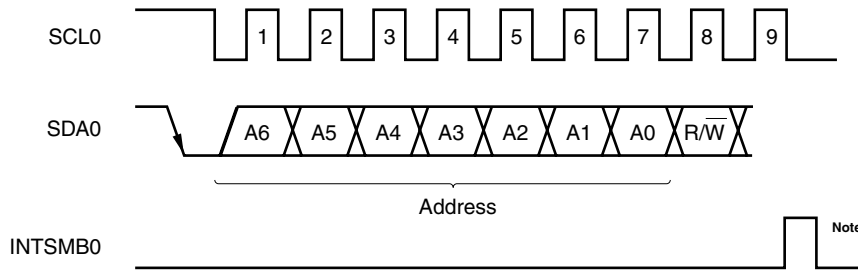 SCL0 1 2 3 4 5 6 7 8 9
SDA0 A6 A5 A4 A3 A2 A1 A0 R/W̅
Address
INTSMB0 Note